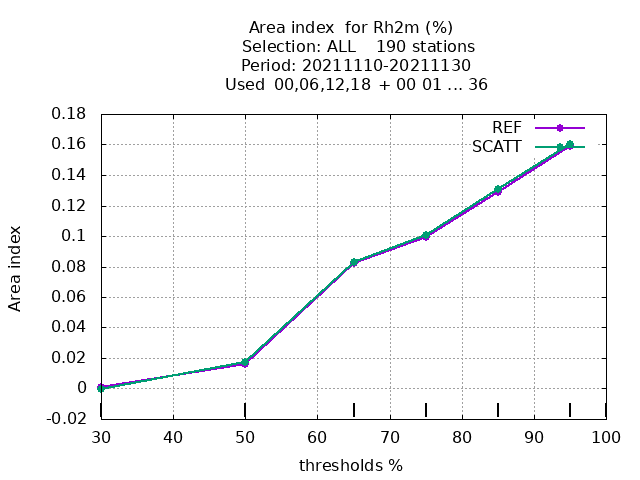 Area index  for Rh2m (%)
Selection: ALL    190 stations
Period: 20211110-20211130
Used  00,06,12,18 + 00 01 ... 36
REF
SCATT
0.18
0.16
0.14
0.12
0.1
0.08
0.06
0.04
0.02
0
-0.02
Area index
30 40 50 60 70 80 90 100
thresholds %